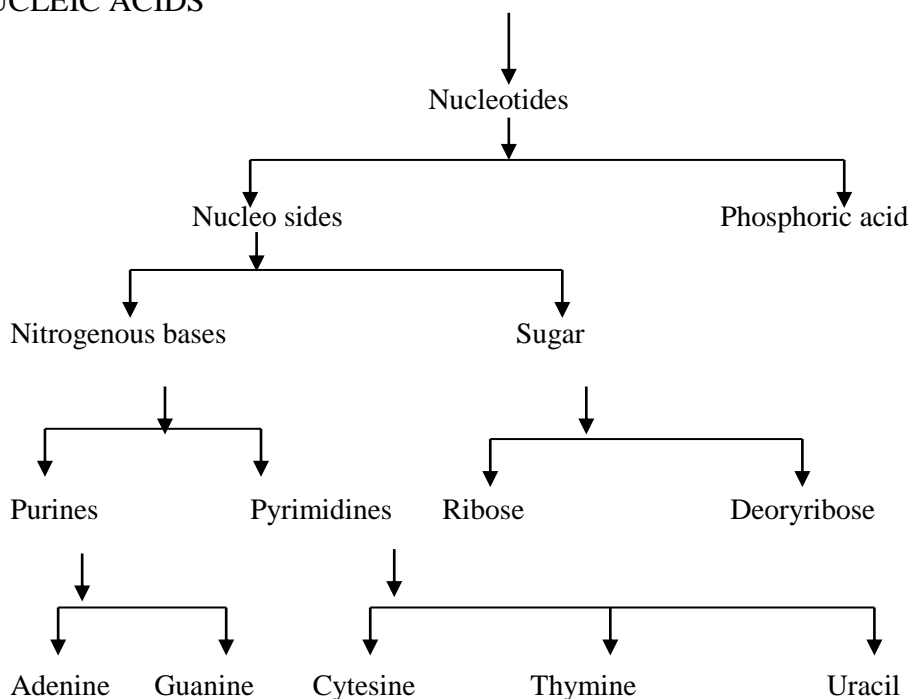 UCLEIC ACIDS
Nucleotides
Nucleo sides Phosphoric acid
Nitrogenous bases Sugar
Purines Pyrimidines Ribose Deoryribose
Adenine Guanine Cytesine Thymine Uracil